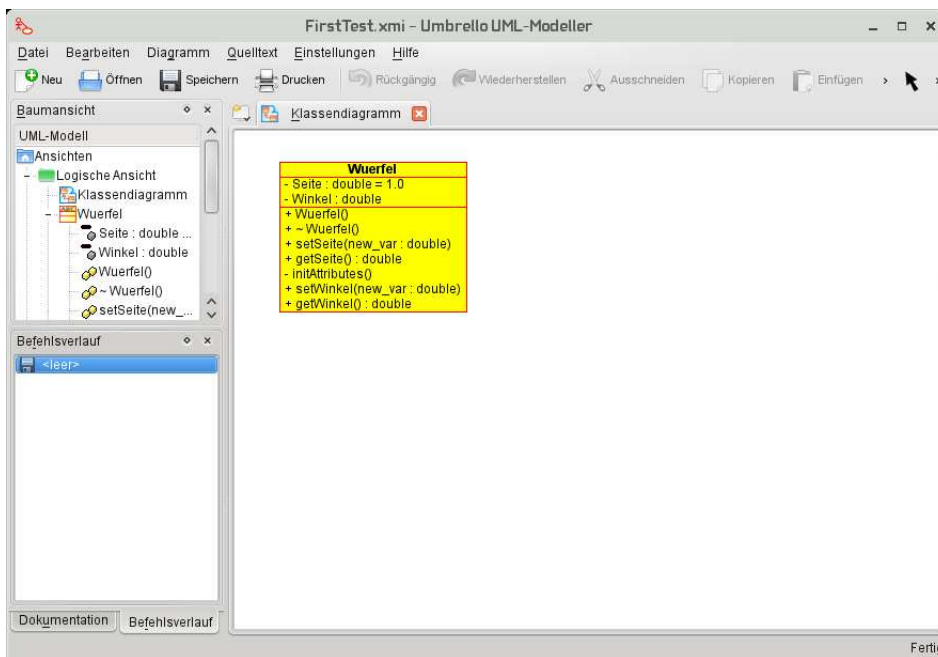 FirstTest.xmi – Umbrello UML-Modeller
Datei Bearbeiten Diagramm Quelltext Einstellungen Hilfe
Neu Öffnen Speichern Drucken Rückgängig Wiederherstellen Ausschneiden Kopieren Einfügen
Baumansicht
Klassendiagramm
UML-Modell
Ansichten
Logische Ansicht
Klassendiagramm
Wuerfel
Seite : double ...
Winkel : double
Wuerfel()
~ Wuerfel()
setSeite(new_...
Wuerfel
- Seite : double = 1.0
- Winkel : double
+ Wuerfel()
+ ~ Wuerfel()
+ setSeite(new_var : double)
+ getSeite() : double
- initAttributes()
+ setWinkel(new_var : double)
+ getWinkel() : double
Befehlsverlauf
<leer>
Dokumentation Befehlsverlauf
Fertig